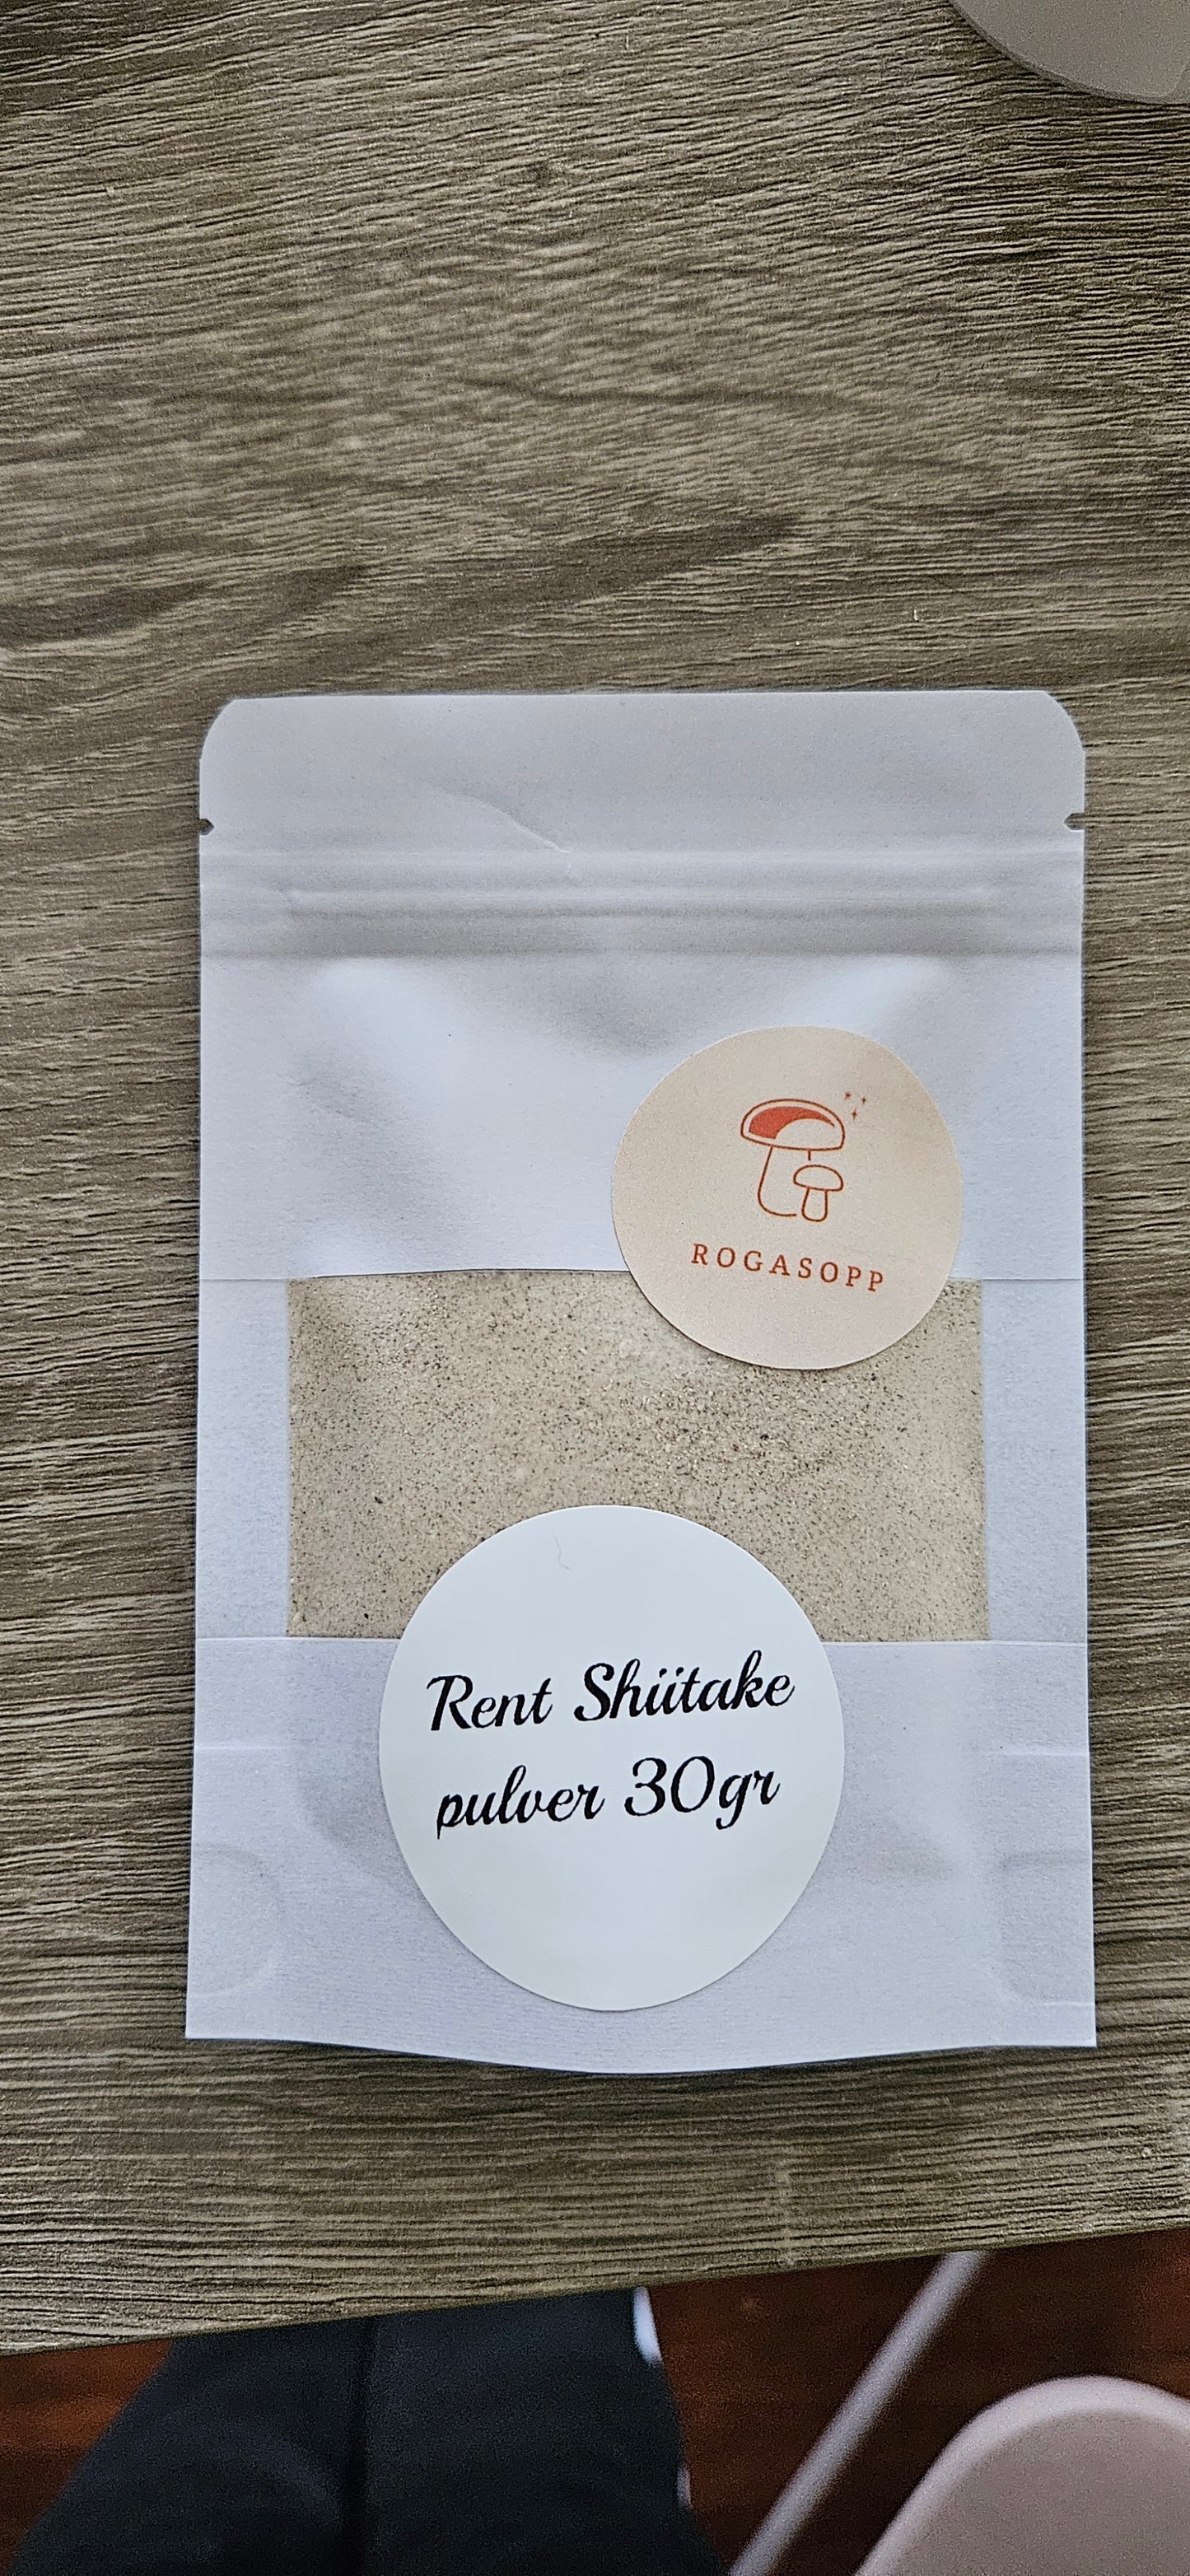 ROGASOPP
Rent Shiitake
pulver 30gr